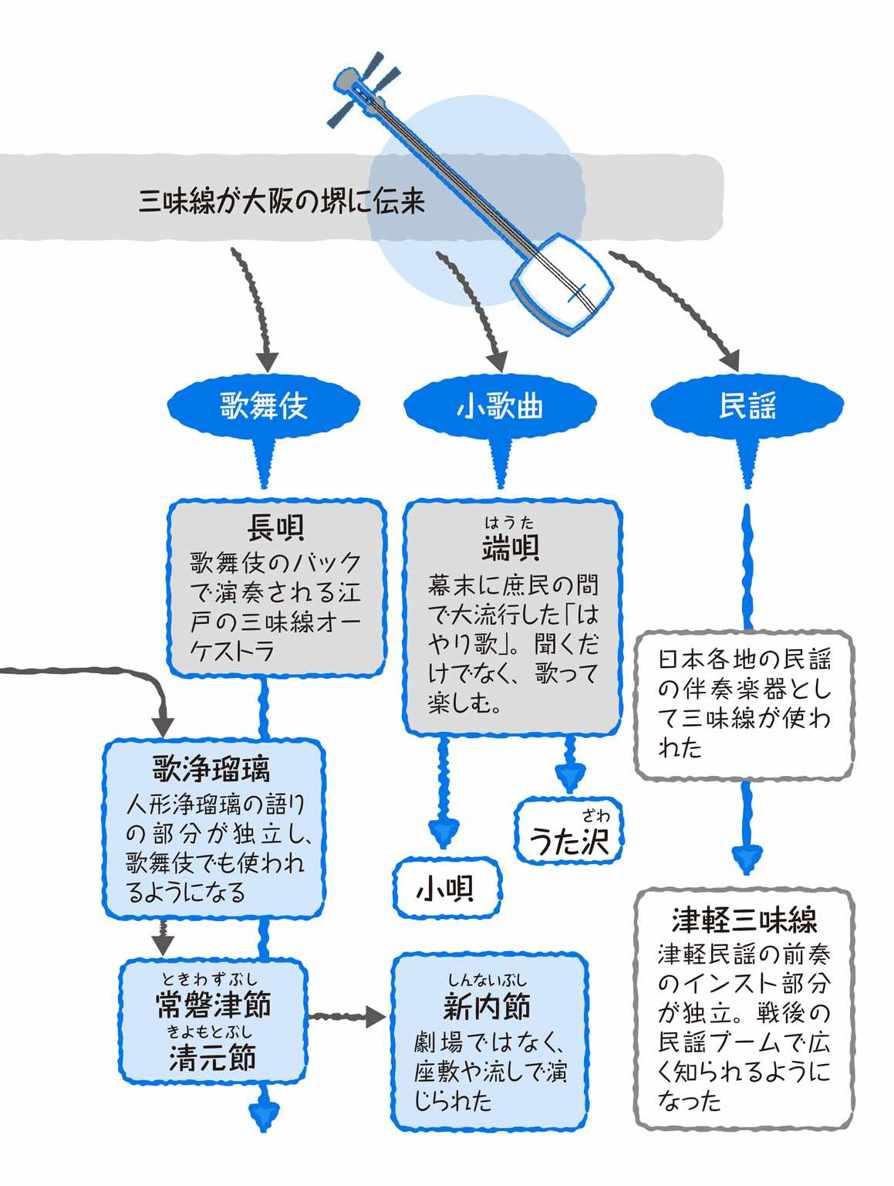 三味線が大阪の堺に伝来
歌舞伎
小歌曲
民謡
長唄
歌舞伎のバック
で演奏される江
戸の三味線オー
ケストラ
はうた
端唄
幕末に庶民の間
で大流行した「は
やり歌」。聞くだ
けでなく、歌って
楽しむ。
日本各地の民謡
の伴奏楽器とし
て三味線が使わ
れた
歌浄瑠璃
人形浄瑠璃の語り
の部分が独立し、
歌舞伎でも使われ
るようになる
ざわ
うた沢
小唄
津軽三味線
津軽民謡の前奏
のインスト部分
が独立。戦後の
民謡ブームで広
く知られるように
なった
ときわずぶし
常磐津節
きよもとぶし
清元節
しんないぶし
新内節
劇場ではなく、
座敷や流しで演
じられた